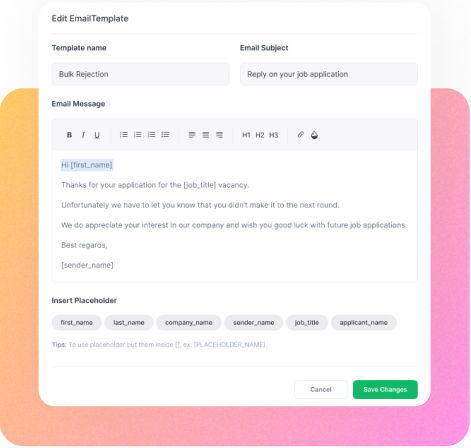 Edit EmailTemplate
Template name
Email Subject
Bulk Rejection
Reply on your job application
Email Message
B I U H1 H2 H3
Hi [first_name]
Thanks for your application for the [job_title] vacancy.
Unfortunately we have to let you know that you didn't make it to the next round.
We do appreciate your interest in our company and wish you good luck with future job applications.
Best regards,
[sender_name]
Insert Placeholder
first_name last_name company_name sender_name job_title applicant_name
Tips: To use placeholder put them inside [], ex: [PLACEHOLDER_NAME].
Cancel Save Changes